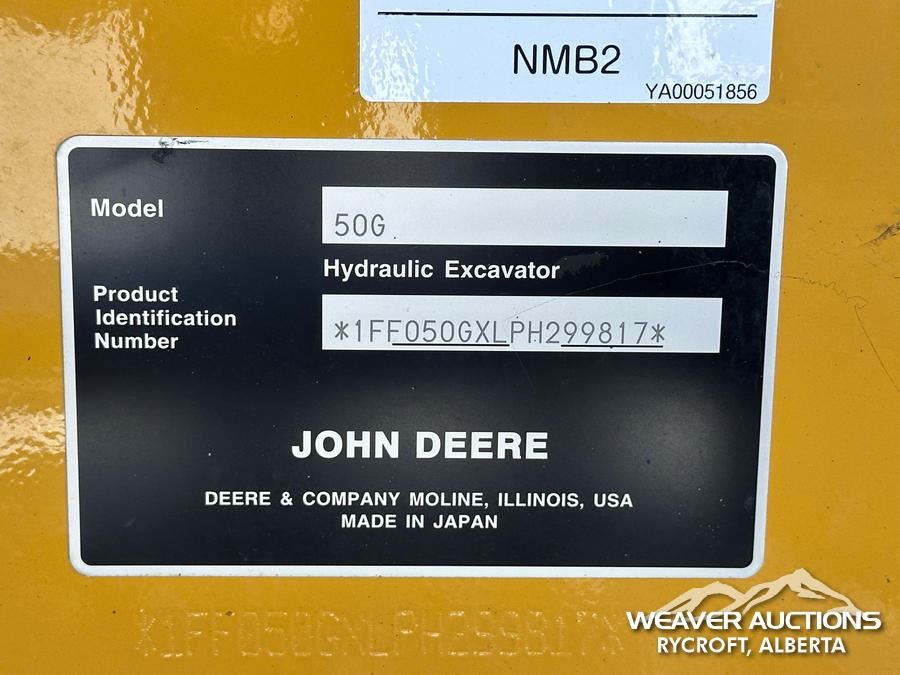 NMB2
YA00051856
Model
50G
Hydraulic Excavator
Product
Identification
Number
*1FF050GXLPH299817*
JOHN DEERE
DEERE & COMPANY MOLINE, ILLINOIS, USA
MADE IN JAPAN
*1FF050GXLPH299817*
WEAVER AUCTIONS
RYCROFT, ALBERTA